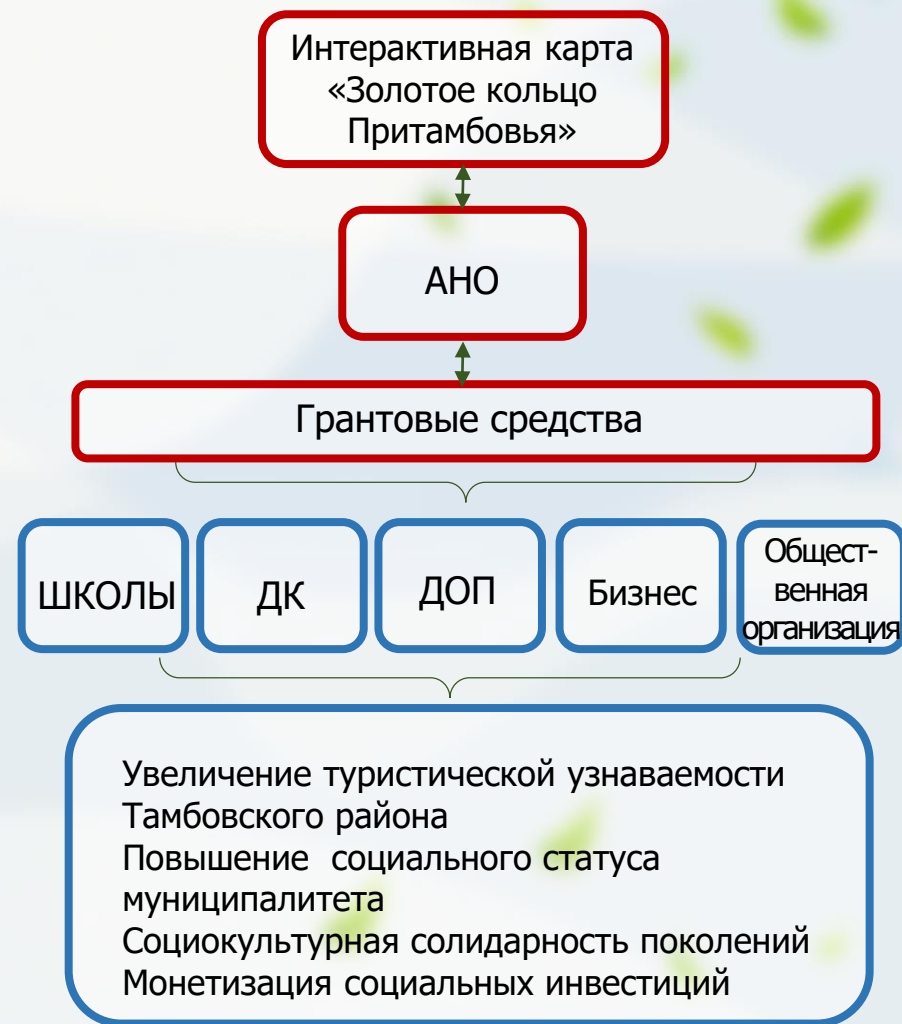 Интерактивная карта
«Золотое кольцо
Притамбовья»
АНО
Грантовые средства
ШКОЛЫ
ДК
ДОП
Бизнес
Общест-
венная
организация
Увеличение туристической узнаваемости
Тамбовского района
Повышение социального статуса
муниципалитета
Социокультурная солидарность поколений
Монетизация социальных инвестиций